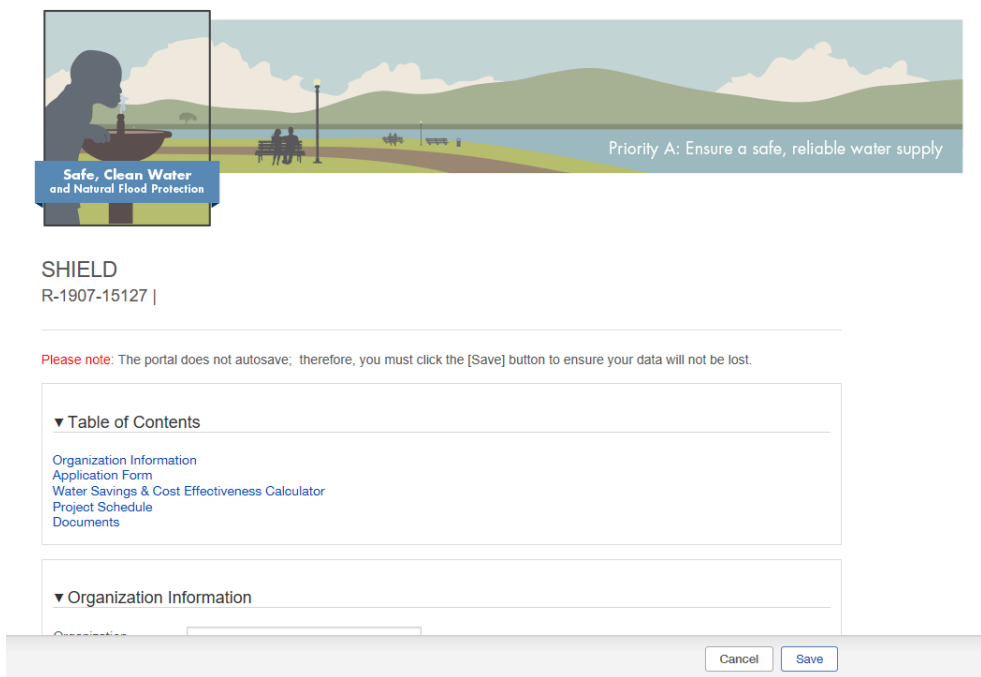 Priority A: Ensure a safe, reliable water supply
Safe, Clean Water
and Natural Flood Protection
SHIELD
R-1907-15127 |
Please note: The portal does not autosave; therefore, you must click the [Save] button to ensure your data will not be lost.
▼ Table of Contents
Organization Information
Application Form
Water Savings & Cost Effectiveness Calculator
Project Schedule
Documents
▼ Organization Information
Organization
Cancel Save